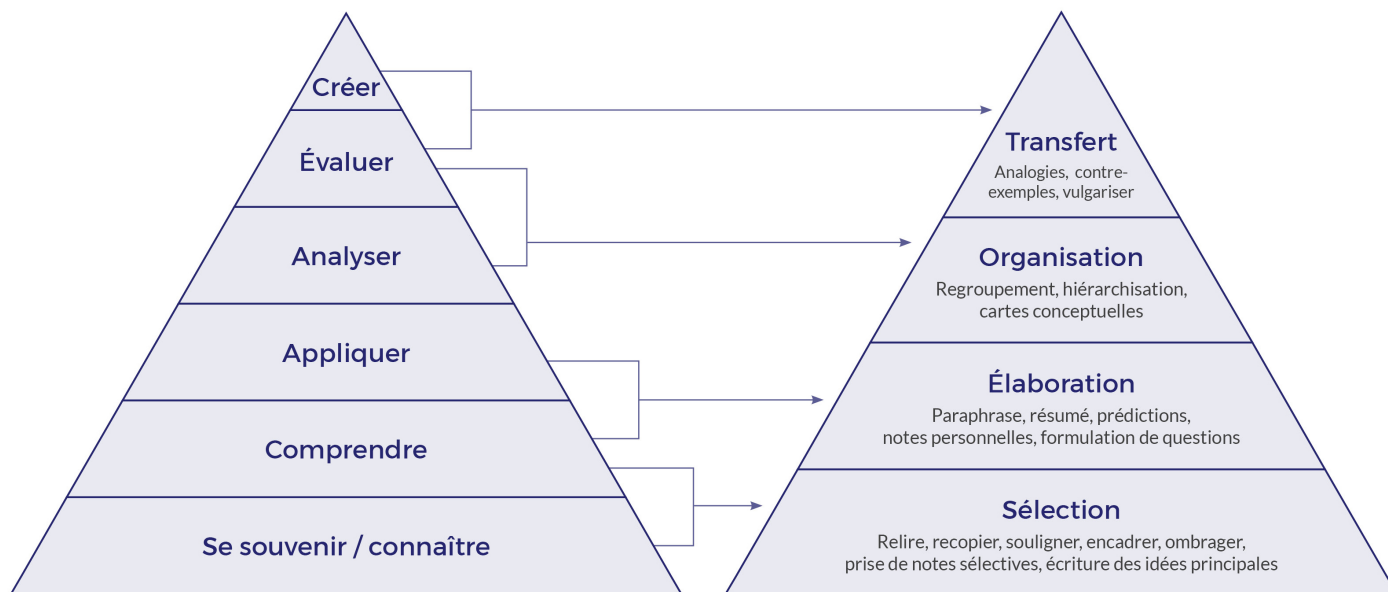 Créer
Évaluer
Analyser
Appliquer
Comprendre
Se souvenir / connaître
Transfert
Analogies, contre-
exemples, vulgariser
Organisation
Regroupement, hiérarchisation,
cartes conceptuelles
Élaboration
Paraphrase, résumé, prédictions,
notes personnelles, formulation de questions
Sélection
Relire, recopier, souligner, encadrer, ombrager,
prise de notes sélectives, écriture des idées principales